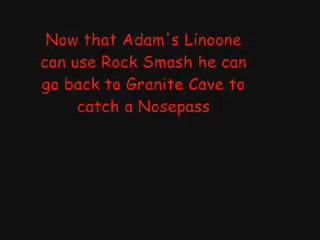 Now that Adam's Linoone
can use Rock Smash he can
go back to Granite Cave to
catch a Nosepass